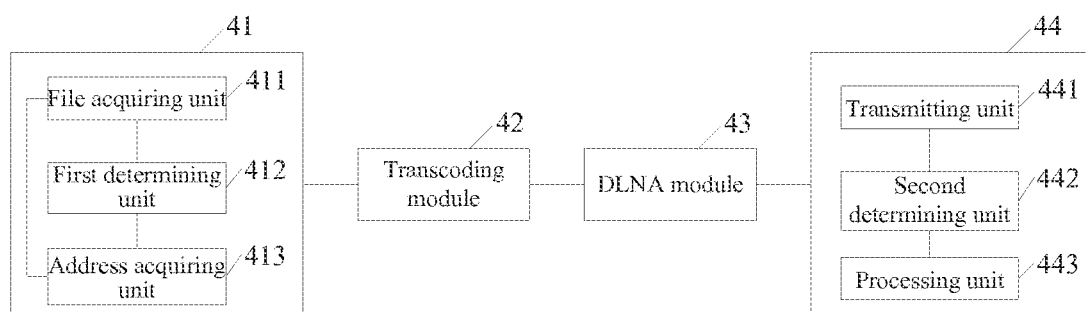 41
File acquiring unit
411
First determining
unit
412
Address acquiring
unit
413
42
Transcoding
module
43
DLNA module
44
Transmitting unit
441
Second
determining unit
442
Processing unit
443